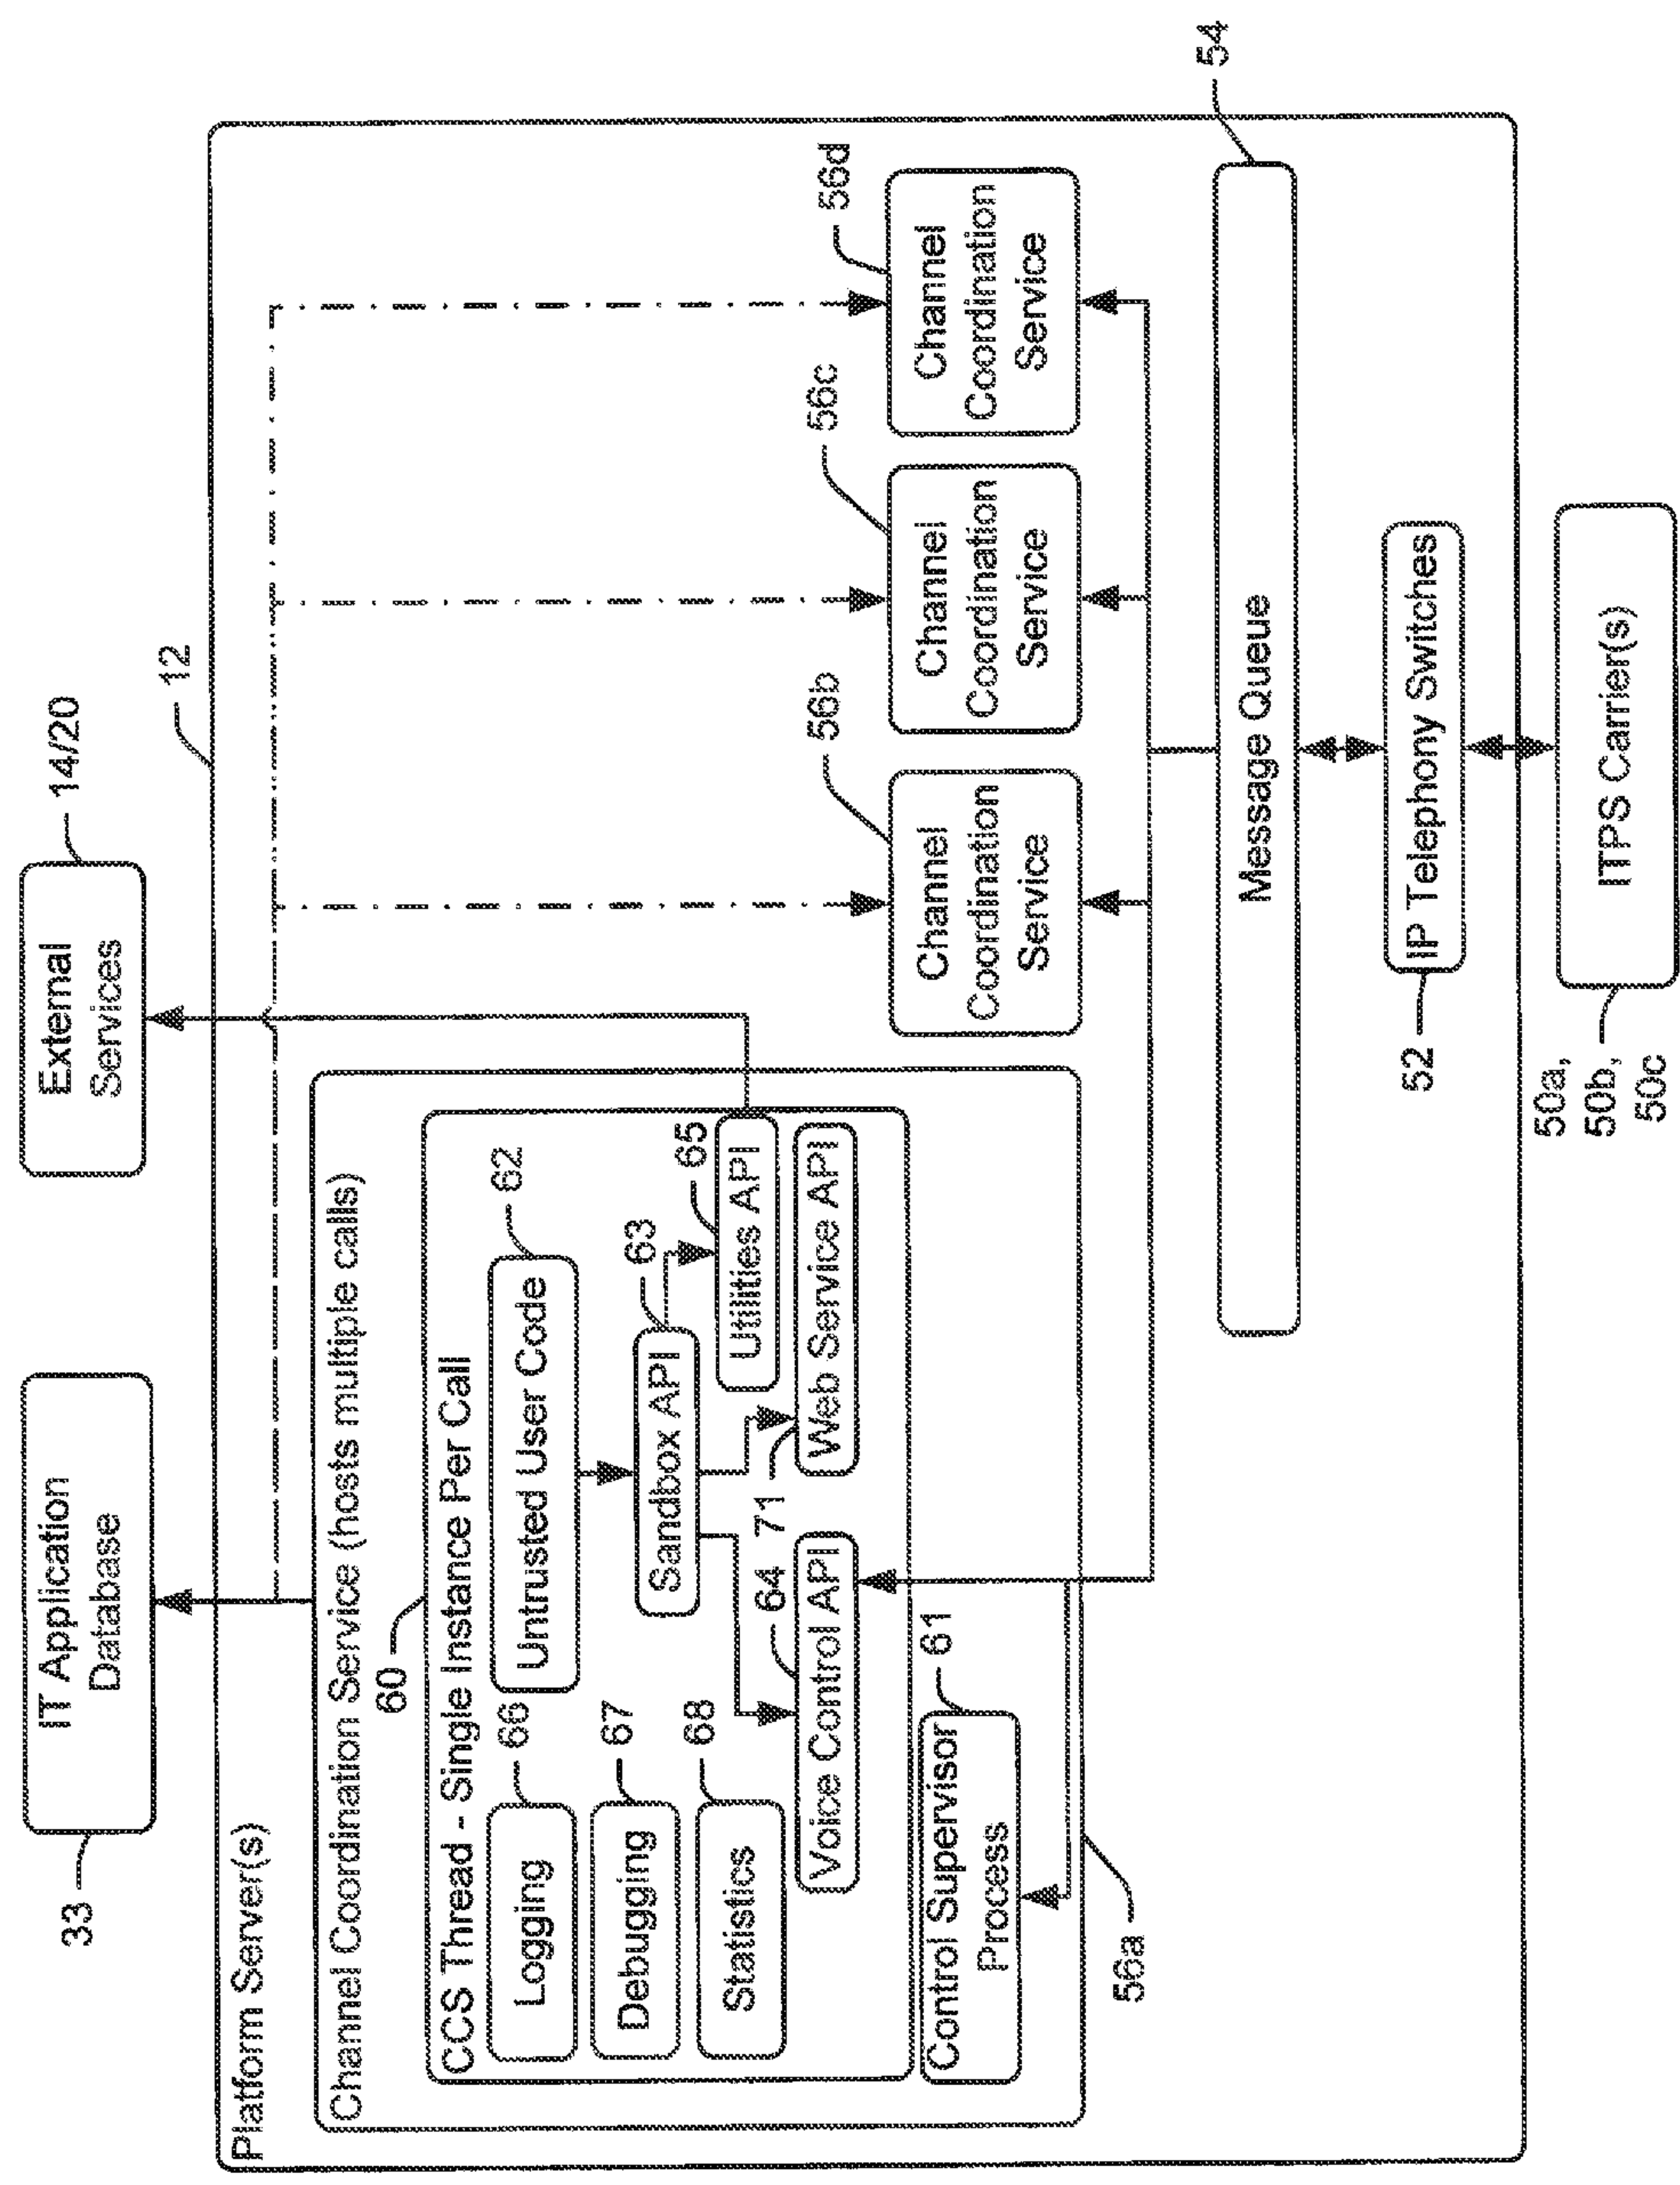 33
IT Application
Database
External
Services
14/20
12
Platform Server(s)
Channel Coordination Service (hosts multiple calls)
60
CCS Thread - Single Instance Per Call
Logging
66
Untrusted User Code
62
Debugging
67
Sandbox API
63
Statistics
68
Utilities API
65
Voice Control API
64
71
Web Service API
Control Supervisor
Process
61
56a
Channel
Coordination
Service
56b
Channel
Coordination
Service
56c
Channel
Coordination
Service
56d
Message Queue
54
52
IP Telephony Switches
50a,
50b,
50c
ITPS Carrier(s)